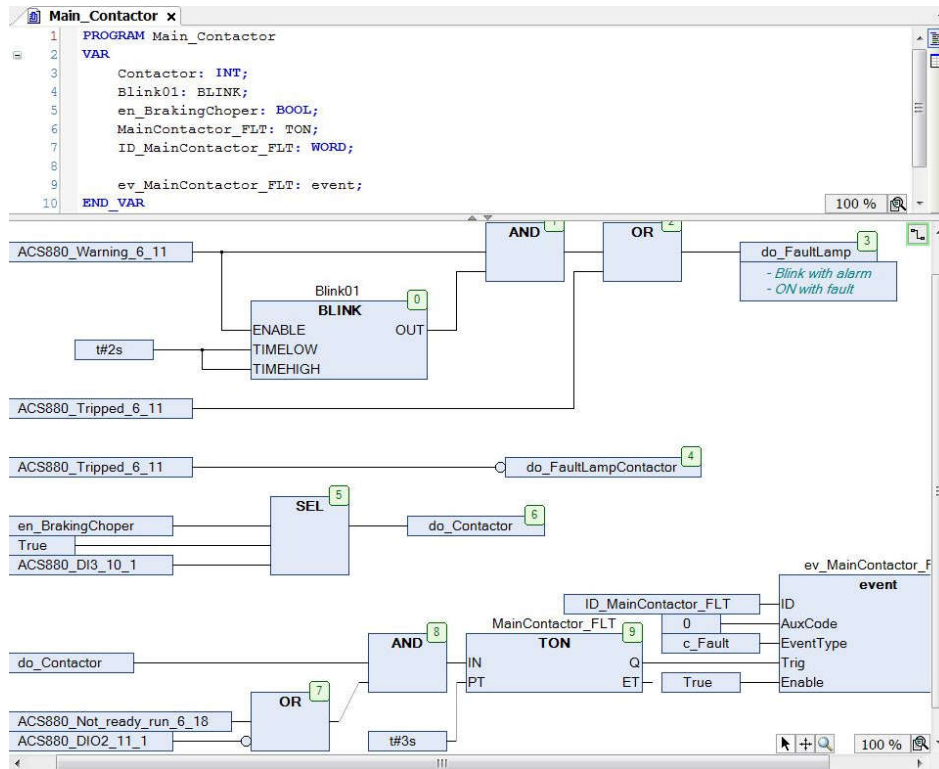 Main_Contactor
1 PROGRAM Main_Contactor
2 VAR
3 Contactor: INT;
4 Blink01: BLINK;
5 en_BrakingChoper: BOOL;
6 MainContactor_FLT: TON;
7 ID_MainContactor_FLT: WORD;
8
9 ev_MainContactor_FLT: event;
10 END_VAR
100 %
AND
OR 2
ACS880_Warning_6_11
do_FaultLamp 3
- Blink with alarm
- ON with fault
Blink01
BLINK 0
ENABLE OUT
t#2s
TIMELOW
TIMEHIGH
ACS880_Tripped_6_11
ACS880_Tripped_6_11
do_FaultLampContactor 4
SEL 5
en_BrakingChoper
do_Contactor 6
True
ACS880_DI3_10_1
ev_MainContactor_F
event
ID_MainContactor_FLT
ID
MainContactor_FLT
0
AuxCode
AND 8
TON 9
c_Fault
EventType
do_Contactor
IN Q
Trig
PT ET
True
Enable
OR 7
ACS880_Not_ready_run_6_18
ACS880_DIO2_11_1
t#3s
100 %